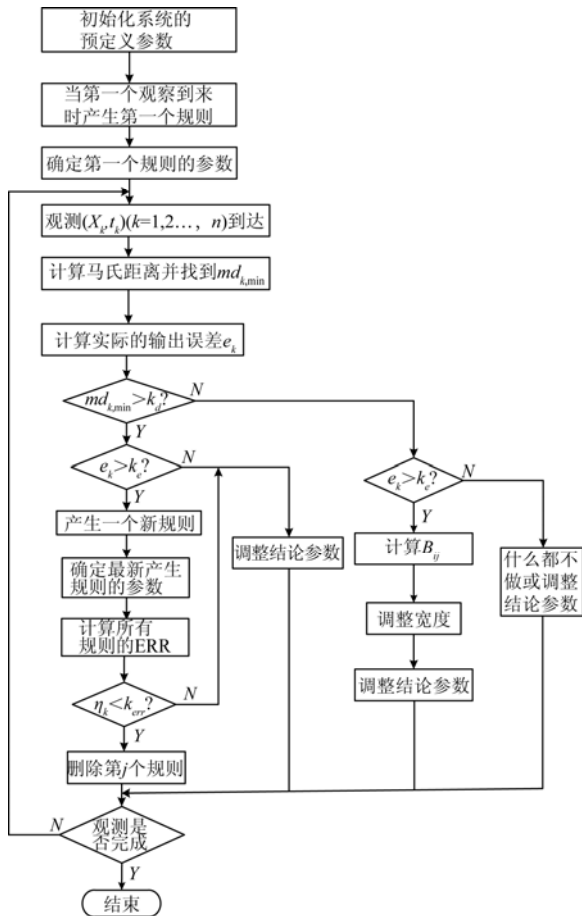 初始化系统的
预定义参数
当第一个观察到来
时产生第一个规则
确定第一个规则的参数
观测(X_k,t_k)(k=1,2…, n)到达
计算马氏距离并找到md_{k,min}
计算实际的输出误差e_k
md_{k,min}>k_d?
N
Y
e_k>k_e?
N
Y
产生一个新规则
确定最新产生
规则的参数
计算所有
规则的ERR
η_k<k_{err}?
N
Y
删除第j个规则
调整结论参数
e_k>k_e?
N
Y
计算B_{ij}
调整宽度
调整结论参数
什么都不
做或调整
结论参数
观测是
否完成
N
Y
结束